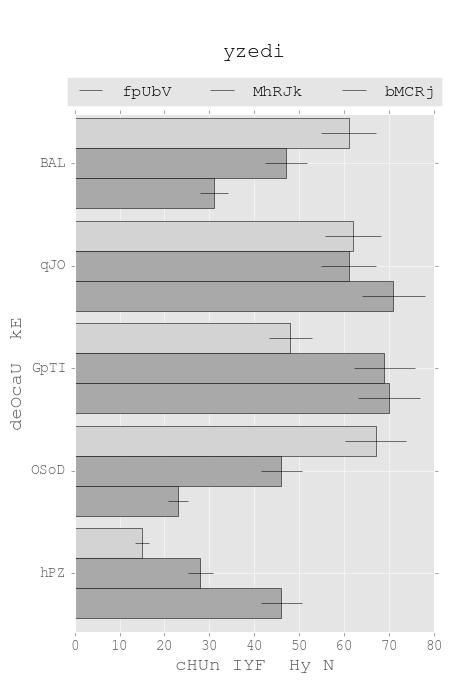 yzedi
fpUbV MhRJk bMCRj
BAL
qJO
GpTI
OSoD
hPZ
deOcaU kE
0 10 20 30 40 50 60 70 80
cHUn IYF Hy N